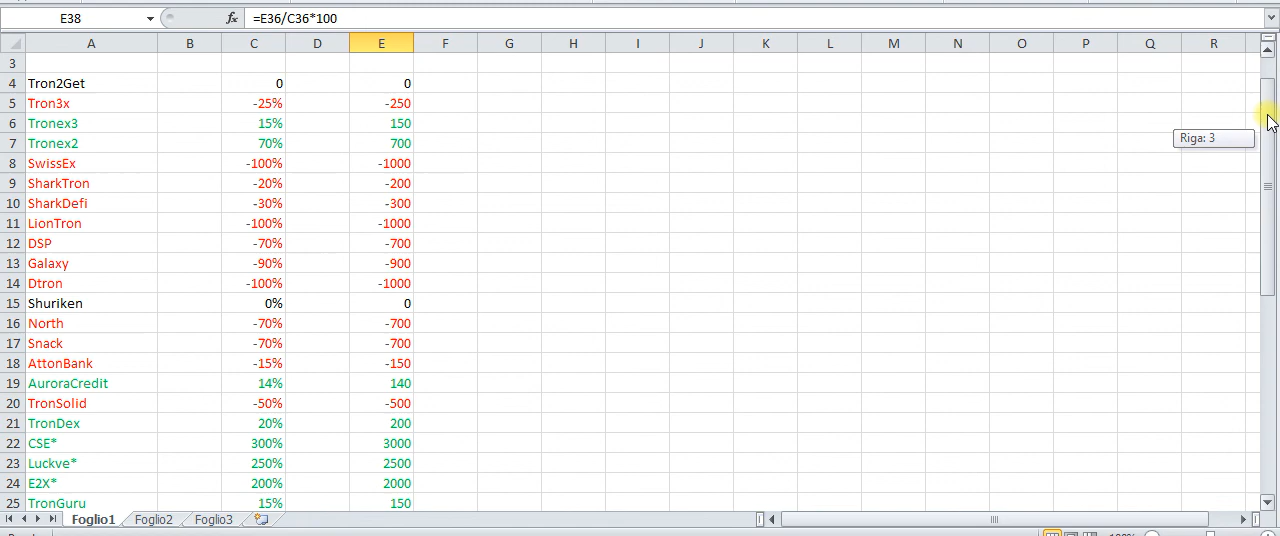 E38 fx =E36/C36*100
A B C D E F G H I J K L M N O P Q R
3
4 Tron2Get 0 0
5 Tron3x -25% -250
6 Tronex3 15% 150
7 Tronex2 70% 700
8 SwissEx -100% -1000
9 SharkTron -20% -200
10 SharkDefi -30% -300
11 LionTron -100% -1000
12 DSP -70% -700
13 Galaxy -90% -900
14 Dtron -100% -1000
15 Shuriken 0% 0
16 North -70% -700
17 Snack -70% -700
18 AttonBank -15% -150
19 AuroraCredit 14% 140
20 TronSolid -50% -500
21 TronDex 20% 200
22 CSE* 300% 3000
23 Luckve* 250% 2500
24 E2X* 200% 2000
25 TronGuru 15% 150
Riga: 3
Foglio1 Foglio2 Foglio3